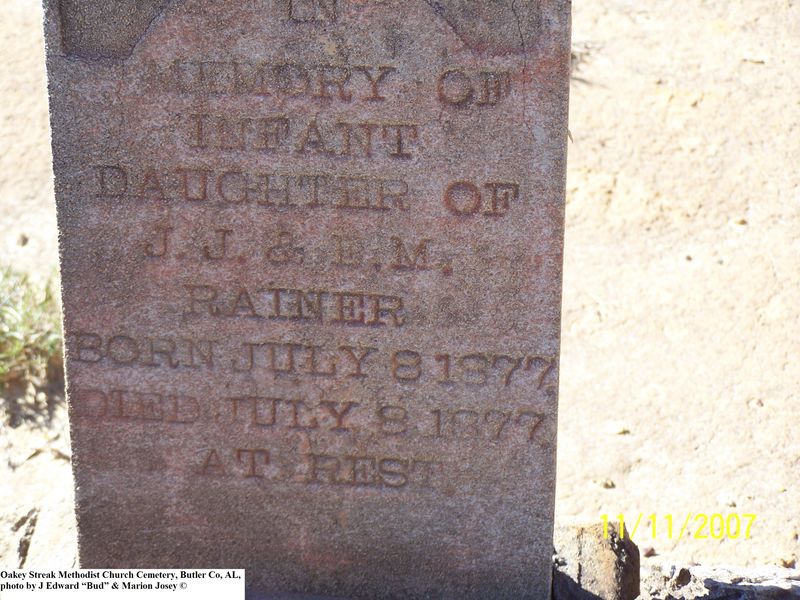 IN
MEMORY OF
INFANT
DAUGHTER OF
J. J. & E. M.
RAINER
BORN JULY 8 1877
DIED JULY 8. 1877.
AT REST.
11/11/2007
Oakey Streak Methodist Church Cemetery, Butler Co, AL,
photo by J Edward “Bud” & Marion Josey ©